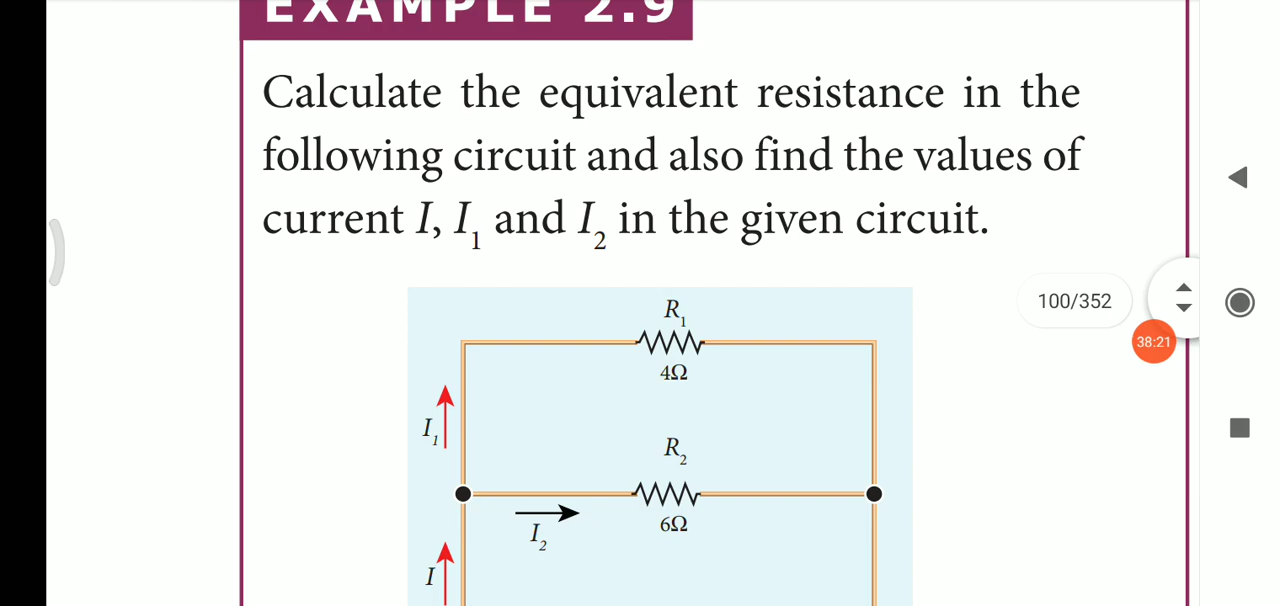 EXAMPLE 2.9
Calculate the equivalent resistance in the
following circuit and also find the values of
current I, I₁ and I₂ in the given circuit.
R₁
4Ω
I₁
R₂
6Ω
I₂
I
100/352
38:21